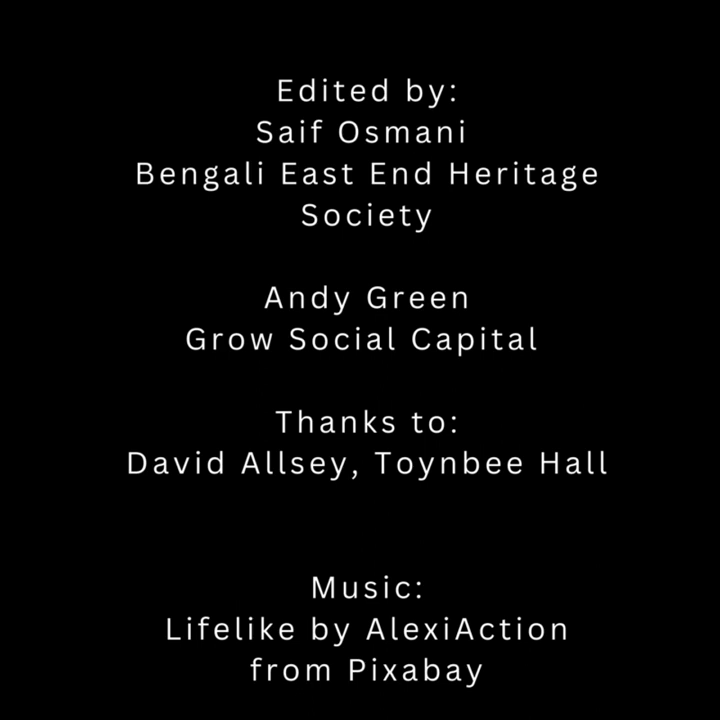 Edited by:
Saif Osmani
Bengali East End Heritage
Society
Andy Green
Grow Social Capital
Thanks to:
David Allsey, Toynbee Hall
Music:
Lifelike by AlexiAction
from Pixabay